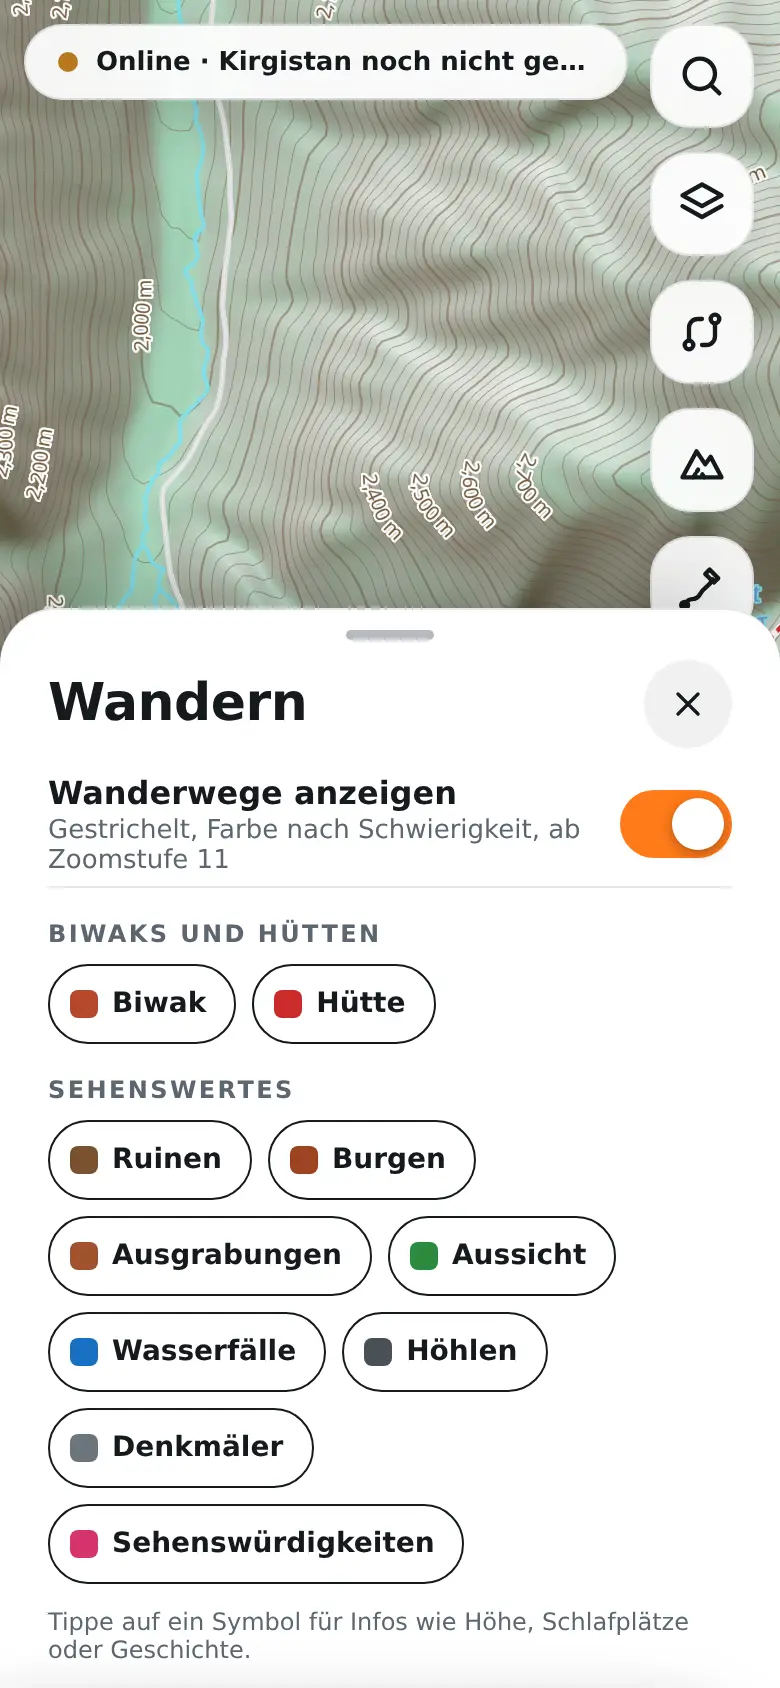 Online · Kirgistan noch nicht ge…
2,000 m
2,300 m
2,200 m
2,400 m
2,500 m
2,600 m
2,700 m
Wandern
Wanderwege anzeigen
Gestrichelt, Farbe nach Schwierigkeit, ab
Zoomstufe 11
BIWAKS UND HÜTTEN
Biwak
Hütte
SEHENSWERTES
Ruinen
Burgen
Ausgrabungen
Aussicht
Wasserfälle
Höhlen
Denkmäler
Sehenswürdigkeiten
Tippe auf ein Symbol für Infos wie Höhe, Schlafplätze
oder Geschichte.